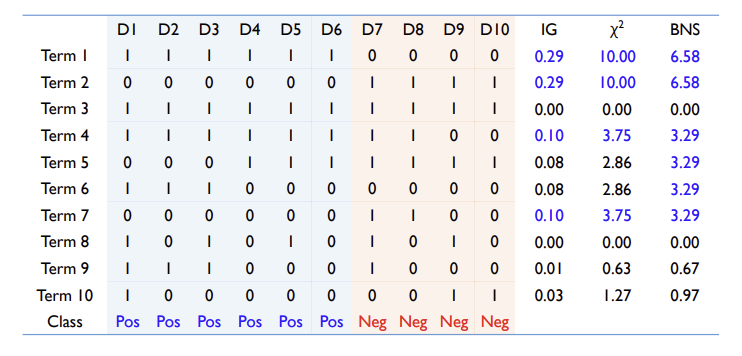 D1 D2 D3 D4 D5 D6 D7 D8 D9 D10 IG χ² BNS
Term 1 1 1 1 1 1 1 0 0 0 0 0.29 10.00 6.58
Term 2 0 0 0 0 0 0 1 1 1 1 0.29 10.00 6.58
Term 3 1 1 1 1 1 1 1 1 1 1 0.00 0.00 0.00
Term 4 1 1 1 1 1 1 1 1 0 0 0.10 3.75 3.29
Term 5 0 0 0 1 1 1 1 1 1 1 0.08 2.86 3.29
Term 6 1 1 1 0 0 0 0 0 0 0 0.08 2.86 3.29
Term 7 0 0 0 0 0 0 1 1 0 0 0.10 3.75 3.29
Term 8 1 0 1 0 1 0 1 0 1 0 0.00 0.00 0.00
Term 9 1 1 1 0 0 0 1 0 0 0 0.01 0.63 0.67
Term 10 1 0 0 0 0 0 0 0 1 1 0.03 1.27 0.97
Class Pos Pos Pos Pos Pos Pos Neg Neg Neg Neg